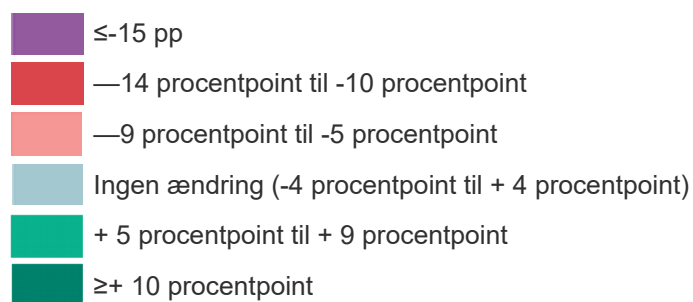 ≤-15 pp
—14 procentpoint til -10 procentpoint
—9 procentpoint til -5 procentpoint
Ingen ændring (-4 procentpoint til + 4 procentpoint)
+ 5 procentpoint til + 9 procentpoint
≥+ 10 procentpoint